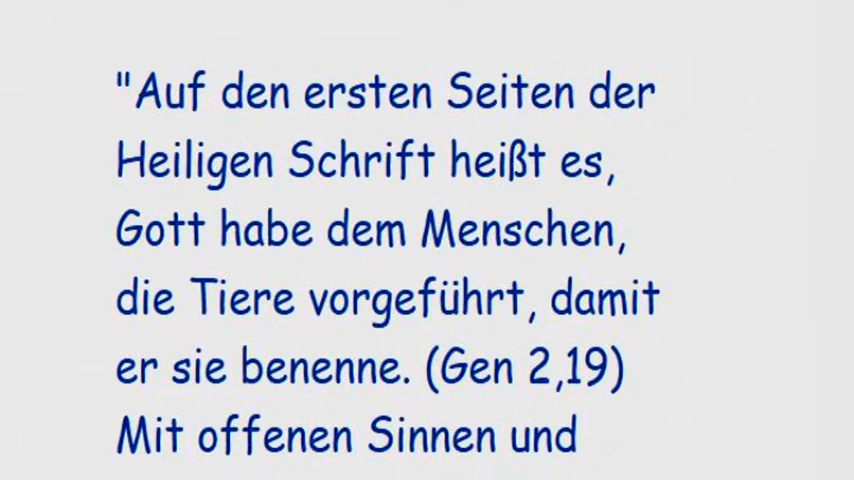 "Auf den ersten Seiten der
Heiligen Schrift heißt es,
Gott habe dem Menschen,
die Tiere vorgeführt, damit
er sie benenne. (Gen 2,19)
Mit offenen Sinnen und